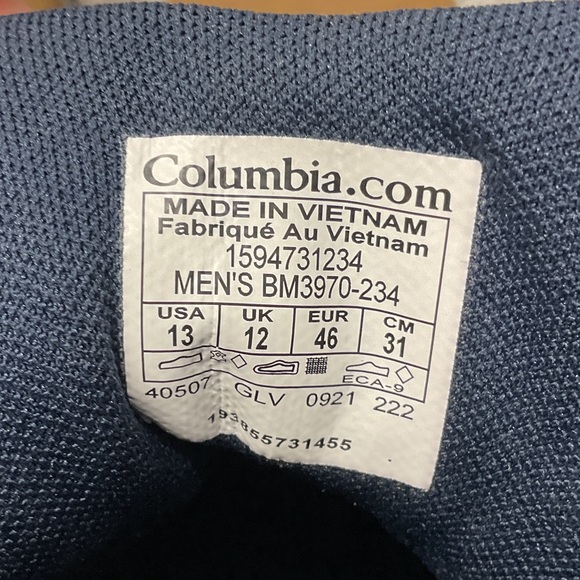 Columbia.com
MADE IN VIETNAM
Fabriqué Au Vietnam
1594731234
MEN'S BM3970-234
USA UK EUR CM
13 12 46 31
ECA-9
40507 GLV 0921 222
193855731455